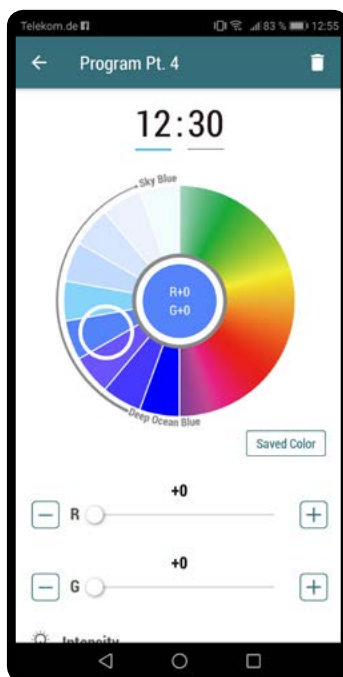 Telekom.de 83 % 12:55
Program Pt. 4
12:30
Sky Blue
R+0
G+0
Deep Ocean Blue
Saved Color
+0
R
+0
G
Intensity